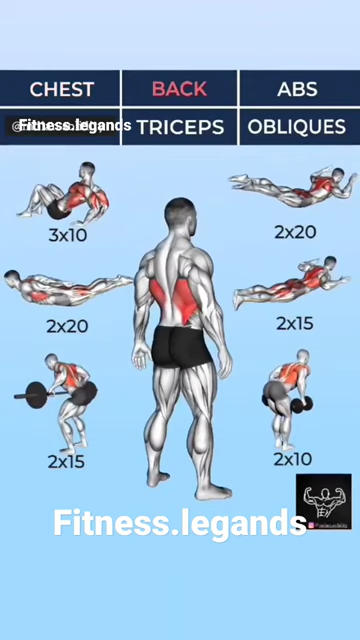 CHEST BACK ABS
Fitness.legands TRICEPS OBLIQUES
3x10 2x20
2x20 2x15
2x15 2x10
Fitness.legands